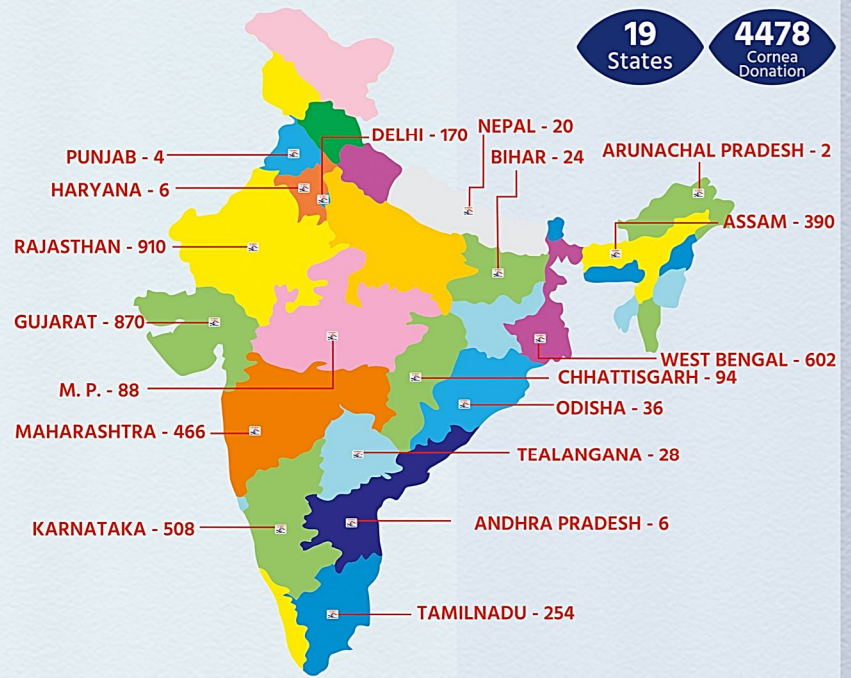 19
States
4478
Cornea
Donation
DELHI - 170
NEPAL - 20
BIHAR - 24
ARUNACHAL PRADESH - 2
PUNJAB - 4
HARYANA - 6
ASSAM - 390
RAJASTHAN - 910
GUJARAT - 870
WEST BENGAL - 602
CHHATTISGARH - 94
M. P. - 88
ODISHA - 36
MAHARASHTRA - 466
TEALANGANA - 28
KARNATAKA - 508
ANDHRA PRADESH - 6
TAMILNADU - 254